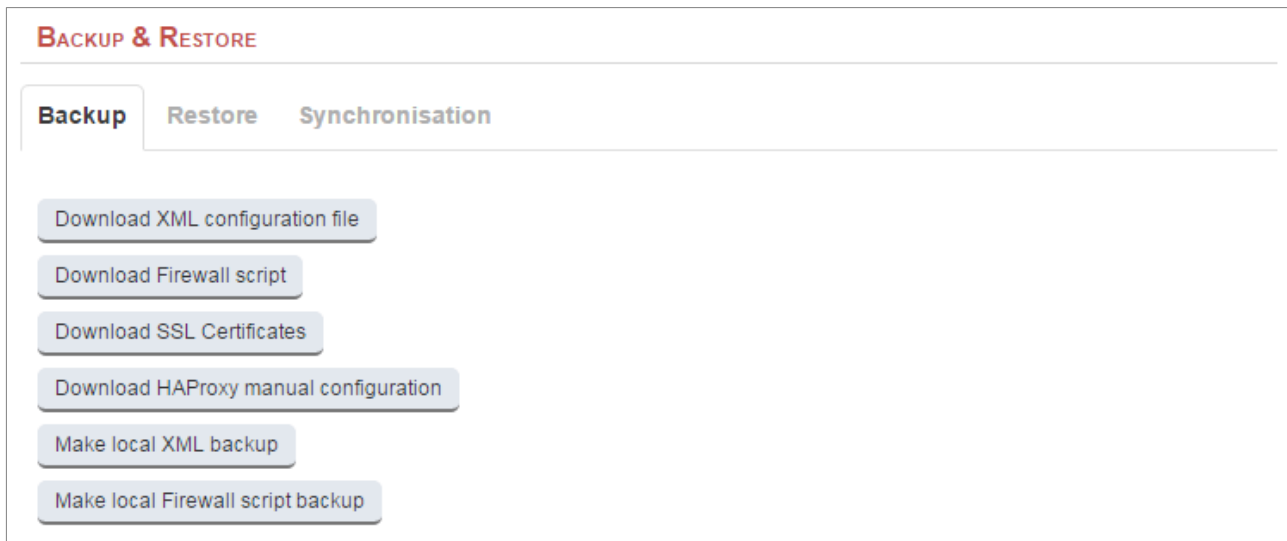 Backup & Restore
Backup Restore Synchronisation
Download XML configuration file
Download Firewall script
Download SSL Certificates
Download HAProxy manual configuration
Make local XML backup
Make local Firewall script backup